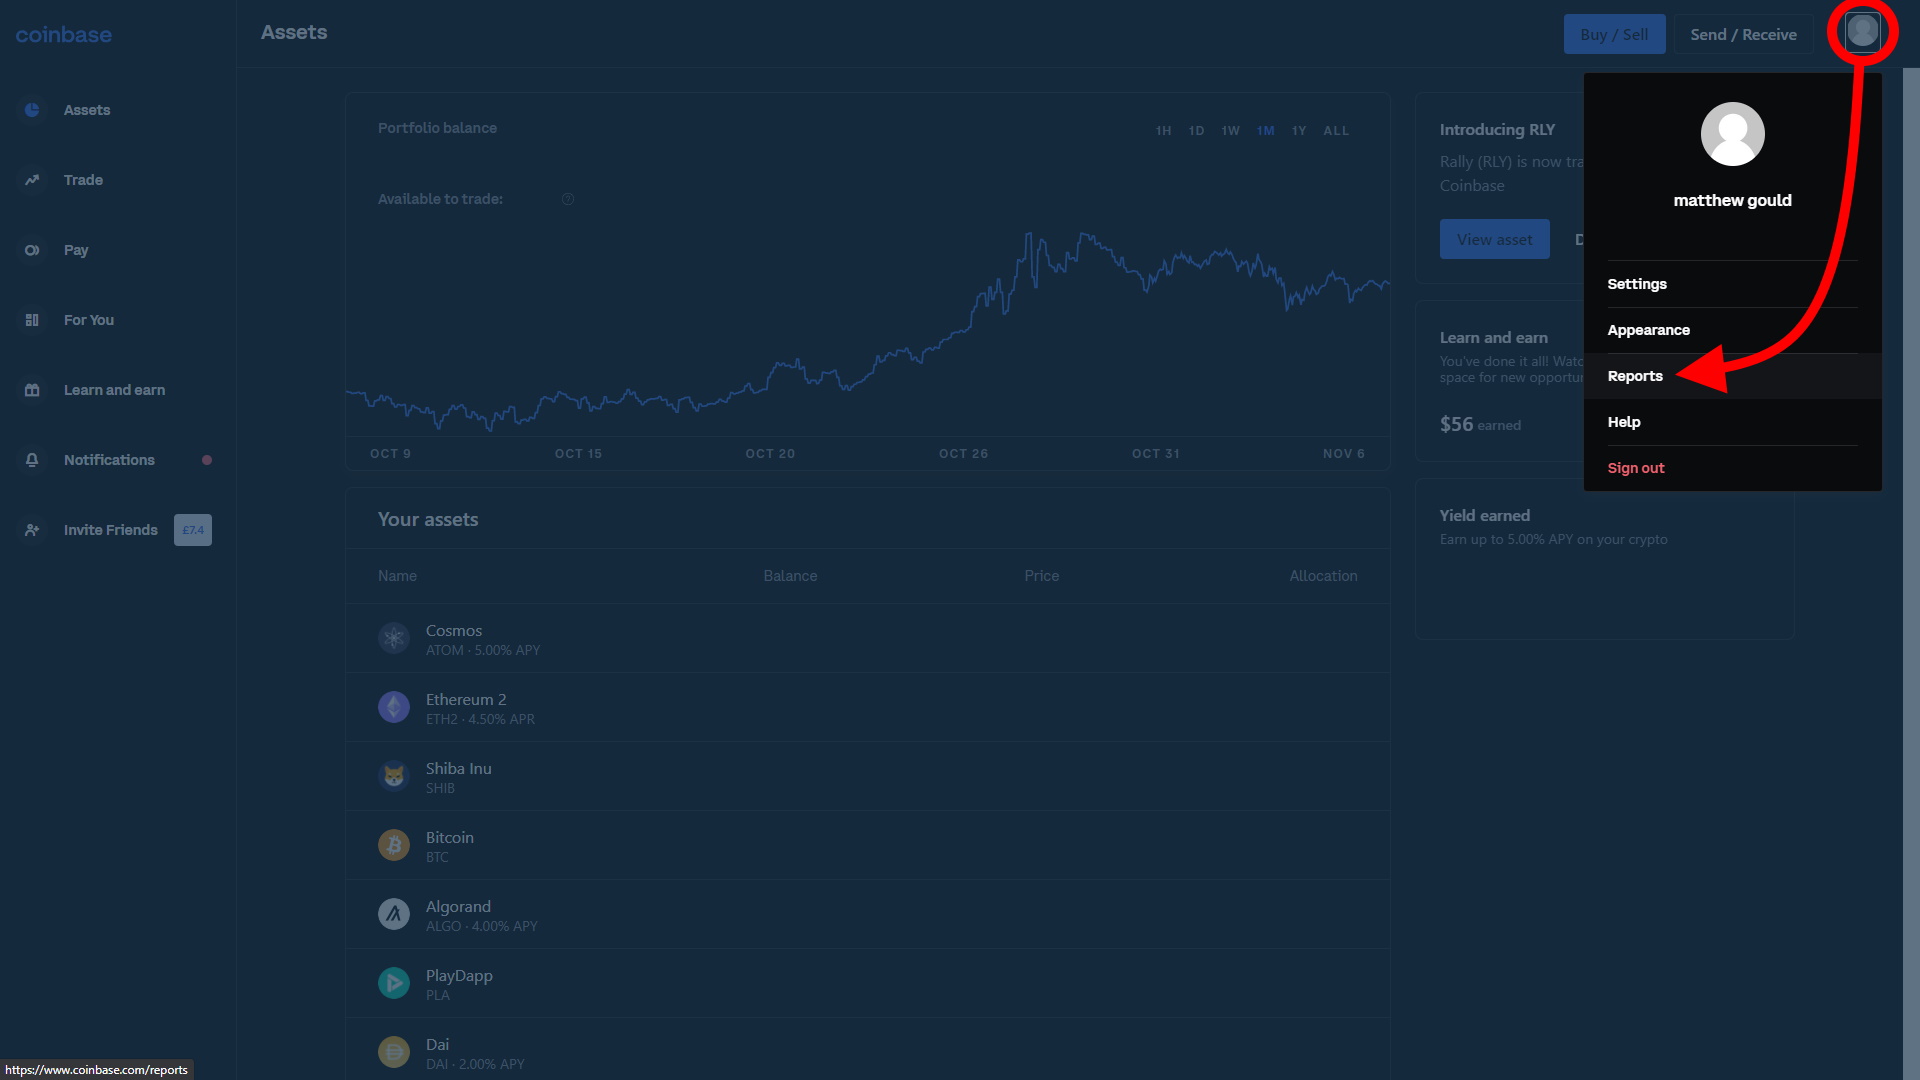 coinbase
Assets
Buy / Sell
Send / Receive
Assets
Trade
Pay
For You
Learn and earn
Notifications
Invite Friends
£7.4
Portfolio balance
1H 1D 1W 1M 1Y ALL
Available to trade:
OCT 9 OCT 15 OCT 20 OCT 26 OCT 31 NOV 6
Your assets
Name Balance Price Allocation
Cosmos
ATOM · 5.00% APY
Ethereum 2
ETH2 · 4.50% APR
Shiba Inu
SHIB
Bitcoin
BTC
Algorand
ALGO · 4.00% APY
PlayDapp
PLA
Dai
DAI · 2.00% APY
Introducing RLY
Rally (RLY) is now tra
Coinbase
View asset
D
Learn and earn
You've done it all! Watc
space for new opportun
$56 earned
Yield earned
Earn up to 5.00% APY on your crypto
matthew gould
Settings
Appearance
Reports
Help
Sign out
https://www.coinbase.com/reports